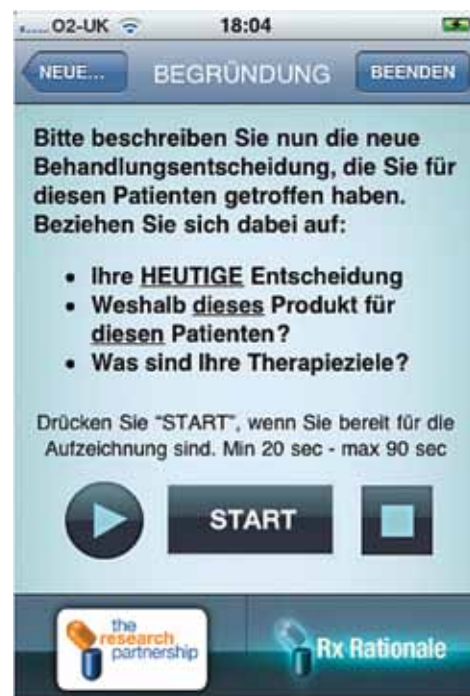 O2-UK 18:04
NEUE... BEGRÜNDUNG BEENDEN
Bitte beschreiben Sie nun die neue
Behandlungsentscheidung, die Sie für
diesen Patienten getroffen haben.
Beziehen Sie sich dabei auf:
• Ihre HEUTIGE Entscheidung
• Weshalb dieses Produkt für
diesen Patienten?
• Was sind Ihre Therapieziele?
Drücken Sie "START", wenn Sie bereit für die
Aufzeichnung sind. Min 20 sec - max 90 sec
START
the
research
partnership
Rx Rationale